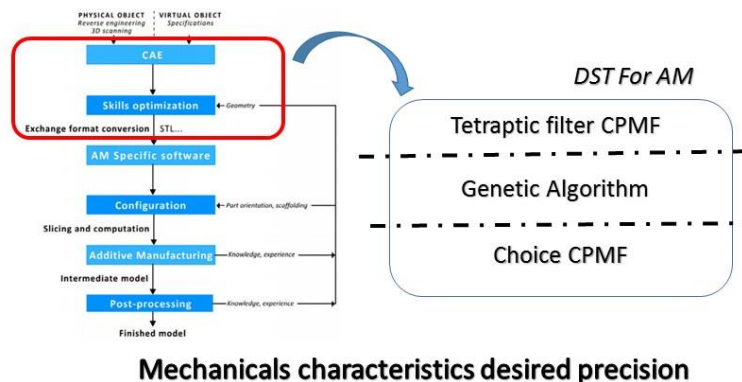 PHYSICAL OBJECT
Reverse engineering
3D scanning
VIRTUAL OBJECT
Specifications
CAE
Skills optimization
Geometry
Exchange format conversion
STL...
AM Specific software
Configuration
Part orientation, scaffolding
Slicing and computation
Additive Manufacturing
Knowledge, experience
Intermediate model
Post-processing
Knowledge, experience
Finished model
DST For AM
Tetraptic filter CPMF
Genetic Algorithm
Choice CPMF
Mechanicals characteristics desired precision